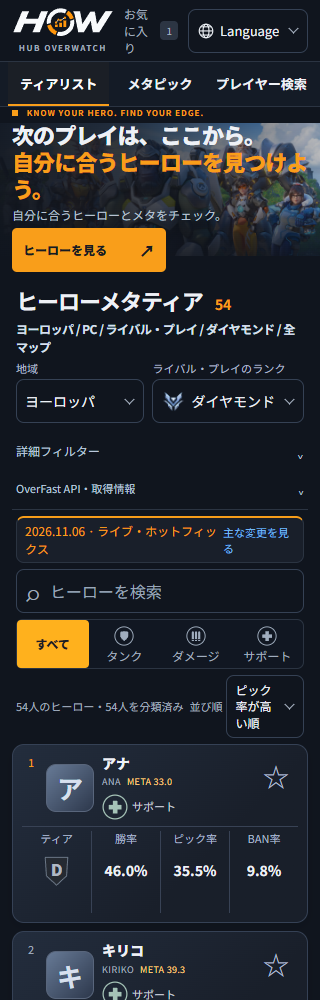 HOW
HUB OVERWATCH
お気
に入
り
1
Language
ティアリスト
メタピック
プレイヤー検索
KNOW YOUR HERO. FIND YOUR EDGE.
次のプレイは、ここから。
自分に合うヒーローを見つけよ
う。
自分に合うヒーローとメタをチェック。
ヒーローを見る ↗
ヒーローメタティア 54
ヨーロッパ / PC / ライバル・プレイ / ダイヤモンド / 全
マップ
地域
ライバル・プレイのランク
ヨーロッパ
ダイヤモンド
詳細フィルター
OverFast API・取得情報
2026.11.06 · ライブ・ホットフィッ
クス
主な変更を見
る
ヒーローを検索
すべて
タンク
ダメージ
サポート
54人のヒーロー・54人を分類済み
並び順
ピック
率が高
い順
1
ア
アナ
ANA META 33.0
サポート
☆
ティア
勝率
ピック率
BAN率
D
46.0%
35.5%
9.8%
2
キ
キリコ
KIRIKO META 39.3
サポート
☆